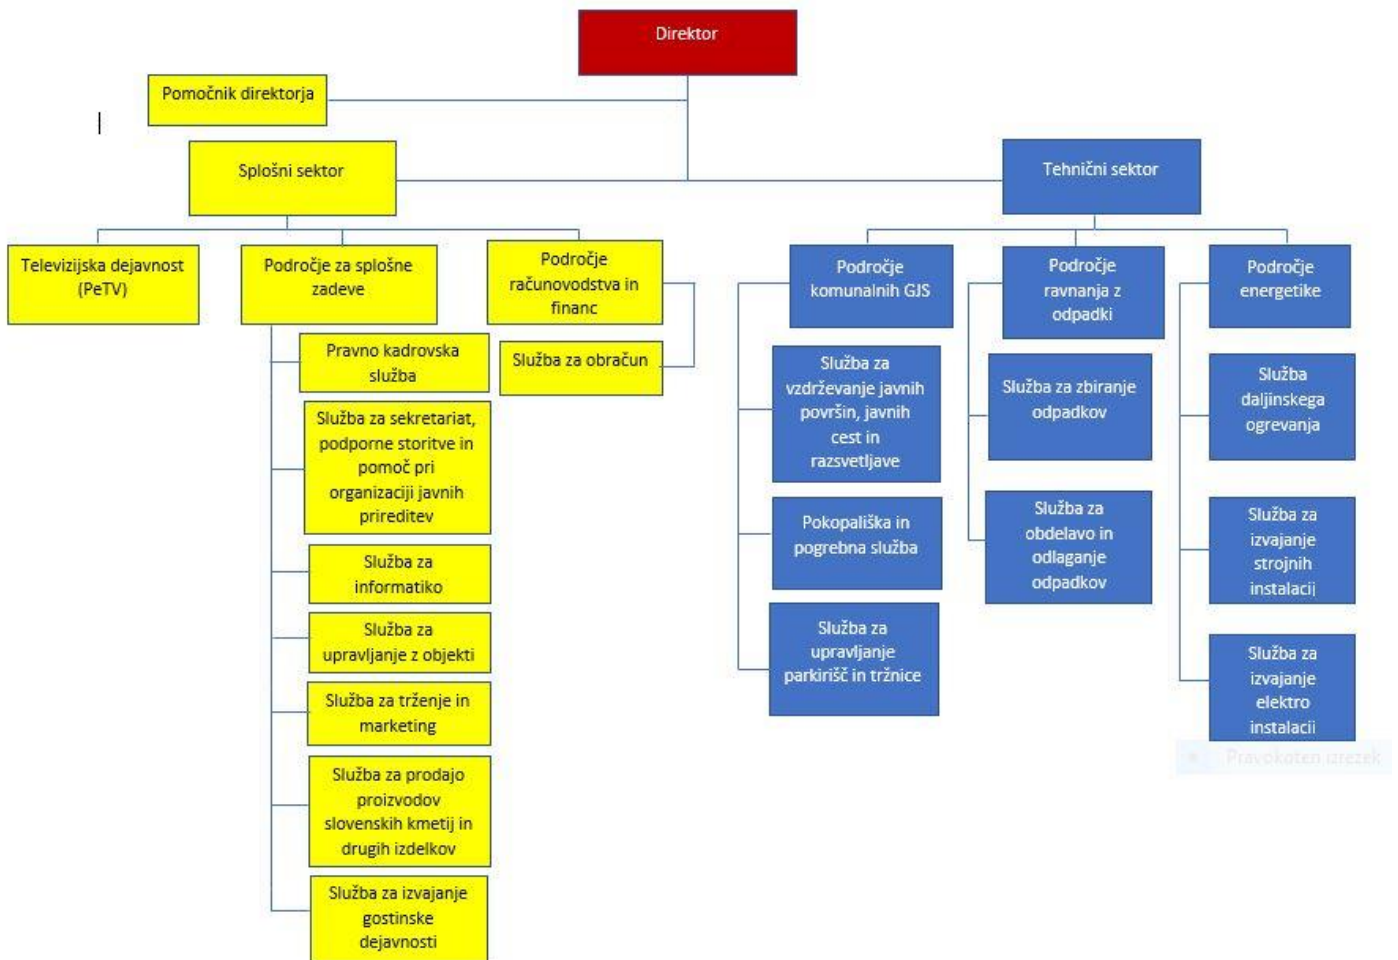 Direktor
Pomočnik direktorja
Splošni sektor
Tehnični sektor
Televizijska dejavnost
(PeTV)
Področje za splošne
zadeve
Področje
računovodstva in
financ
Pravno kadrovska
služba
Služba za sekretariat,
podporne storitve in
pomoč pri
organizaciji javnih
prireditev
Služba za
informatiko
Služba za
upravljanje z objekti
Služba za trženje in
marketing
Služba za prodajo
proizvodov
slovenskih kmetij in
drugih izdelkov
Služba za izvajanje
gostinske
dejavnosti
Služba za obračun
Področje
komunalnih GJS
Služba za
vzdrževanje javnih
površin, javnih
cest in
razsvetljave
Pokopališka in
pogrebna služba
Služba za
upravljanje
parkirišč in tržnice
Področje
ravnanja z
odpadki
Služba za zbiranje
odpadkov
Služba za
obdelavo in
odlaganje
odpadkov
Področje
energetike
Služba
daljinskega
ogrevanja
Služba za
izvajanje
strojnih
instalacij
Služba za
izvajanje
elektro
instalacij
Pravokoten izrezek